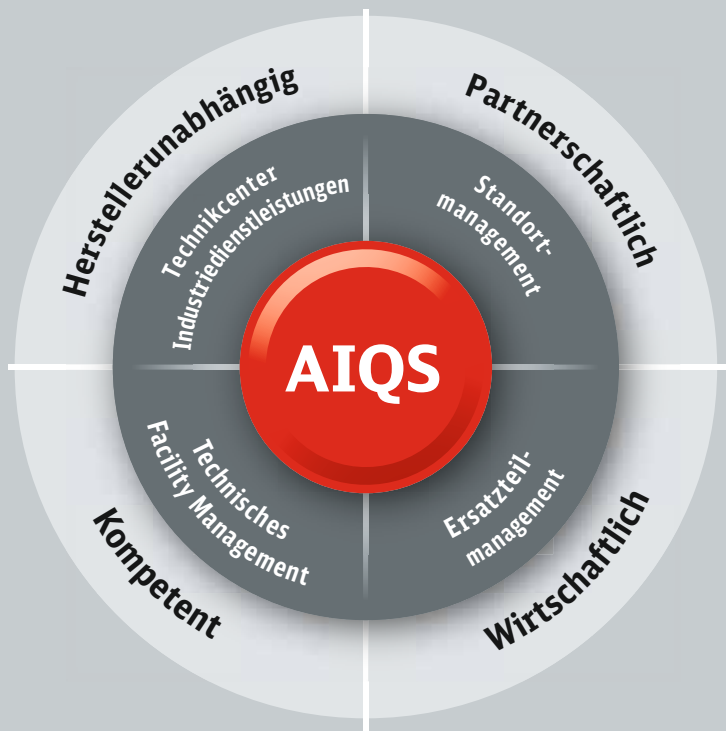 Herstellerunabhängig
Partnerschaftlich
Technikcenter
Industriedienstleistungen
Standort-
management
AIQS
Technisches
Facility Management
Ersatzteil-
management
Kompetent
Wirtschaftlich